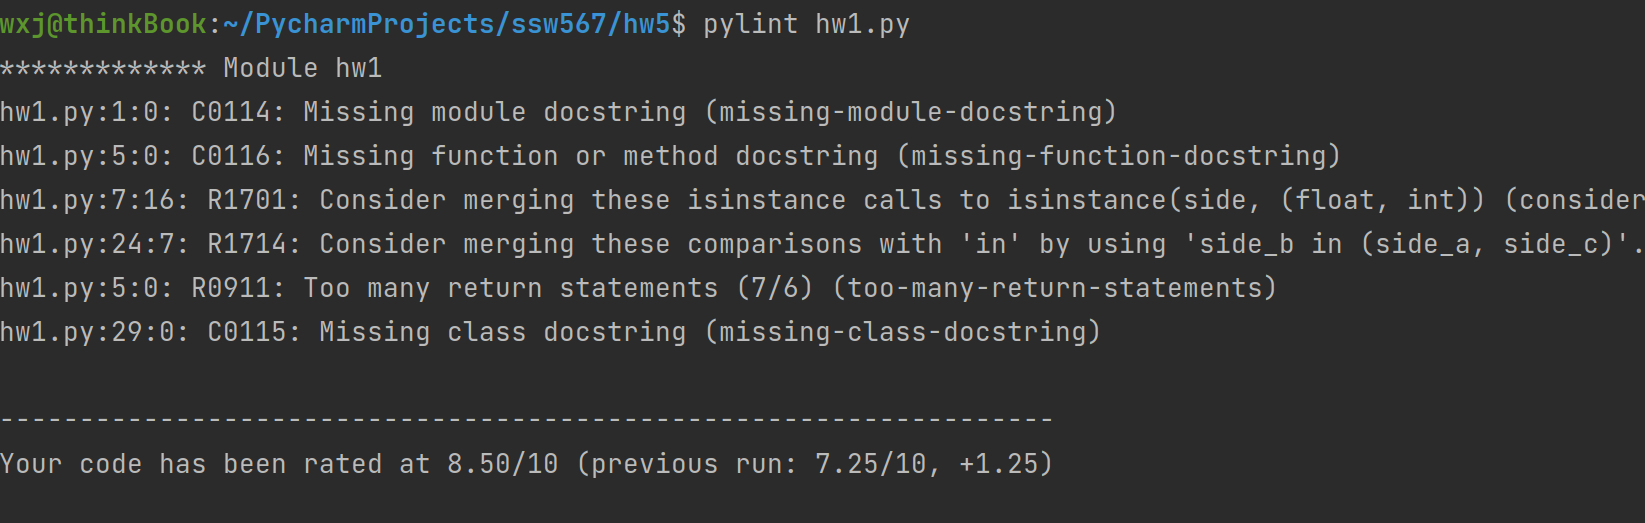 wxj@thinkBook:~/PycharmProjects/ssw567/hw5$ pylint hw1.py
************* Module hw1
hw1.py:1:0: C0114: Missing module docstring (missing-module-docstring)
hw1.py:5:0: C0116: Missing function or method docstring (missing-function-docstring)
hw1.py:7:16: R1701: Consider merging these isinstance calls to isinstance(side, (float, int)) (consider
hw1.py:24:7: R1714: Consider merging these comparisons with 'in' by using 'side_b in (side_a, side_c)'.
hw1.py:5:0: R0911: Too many return statements (7/6) (too-many-return-statements)
hw1.py:29:0: C0115: Missing class docstring (missing-class-docstring)
------------------------------------------------------------------
Your code has been rated at 8.50/10 (previous run: 7.25/10, +1.25)